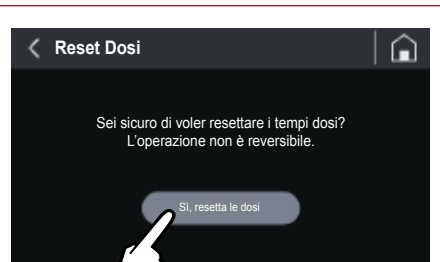 Reset Dosi
Sei sicuro di voler resettare i tempi dosi?
L'operazione non è reversibile.
Sì, resetta le dosi